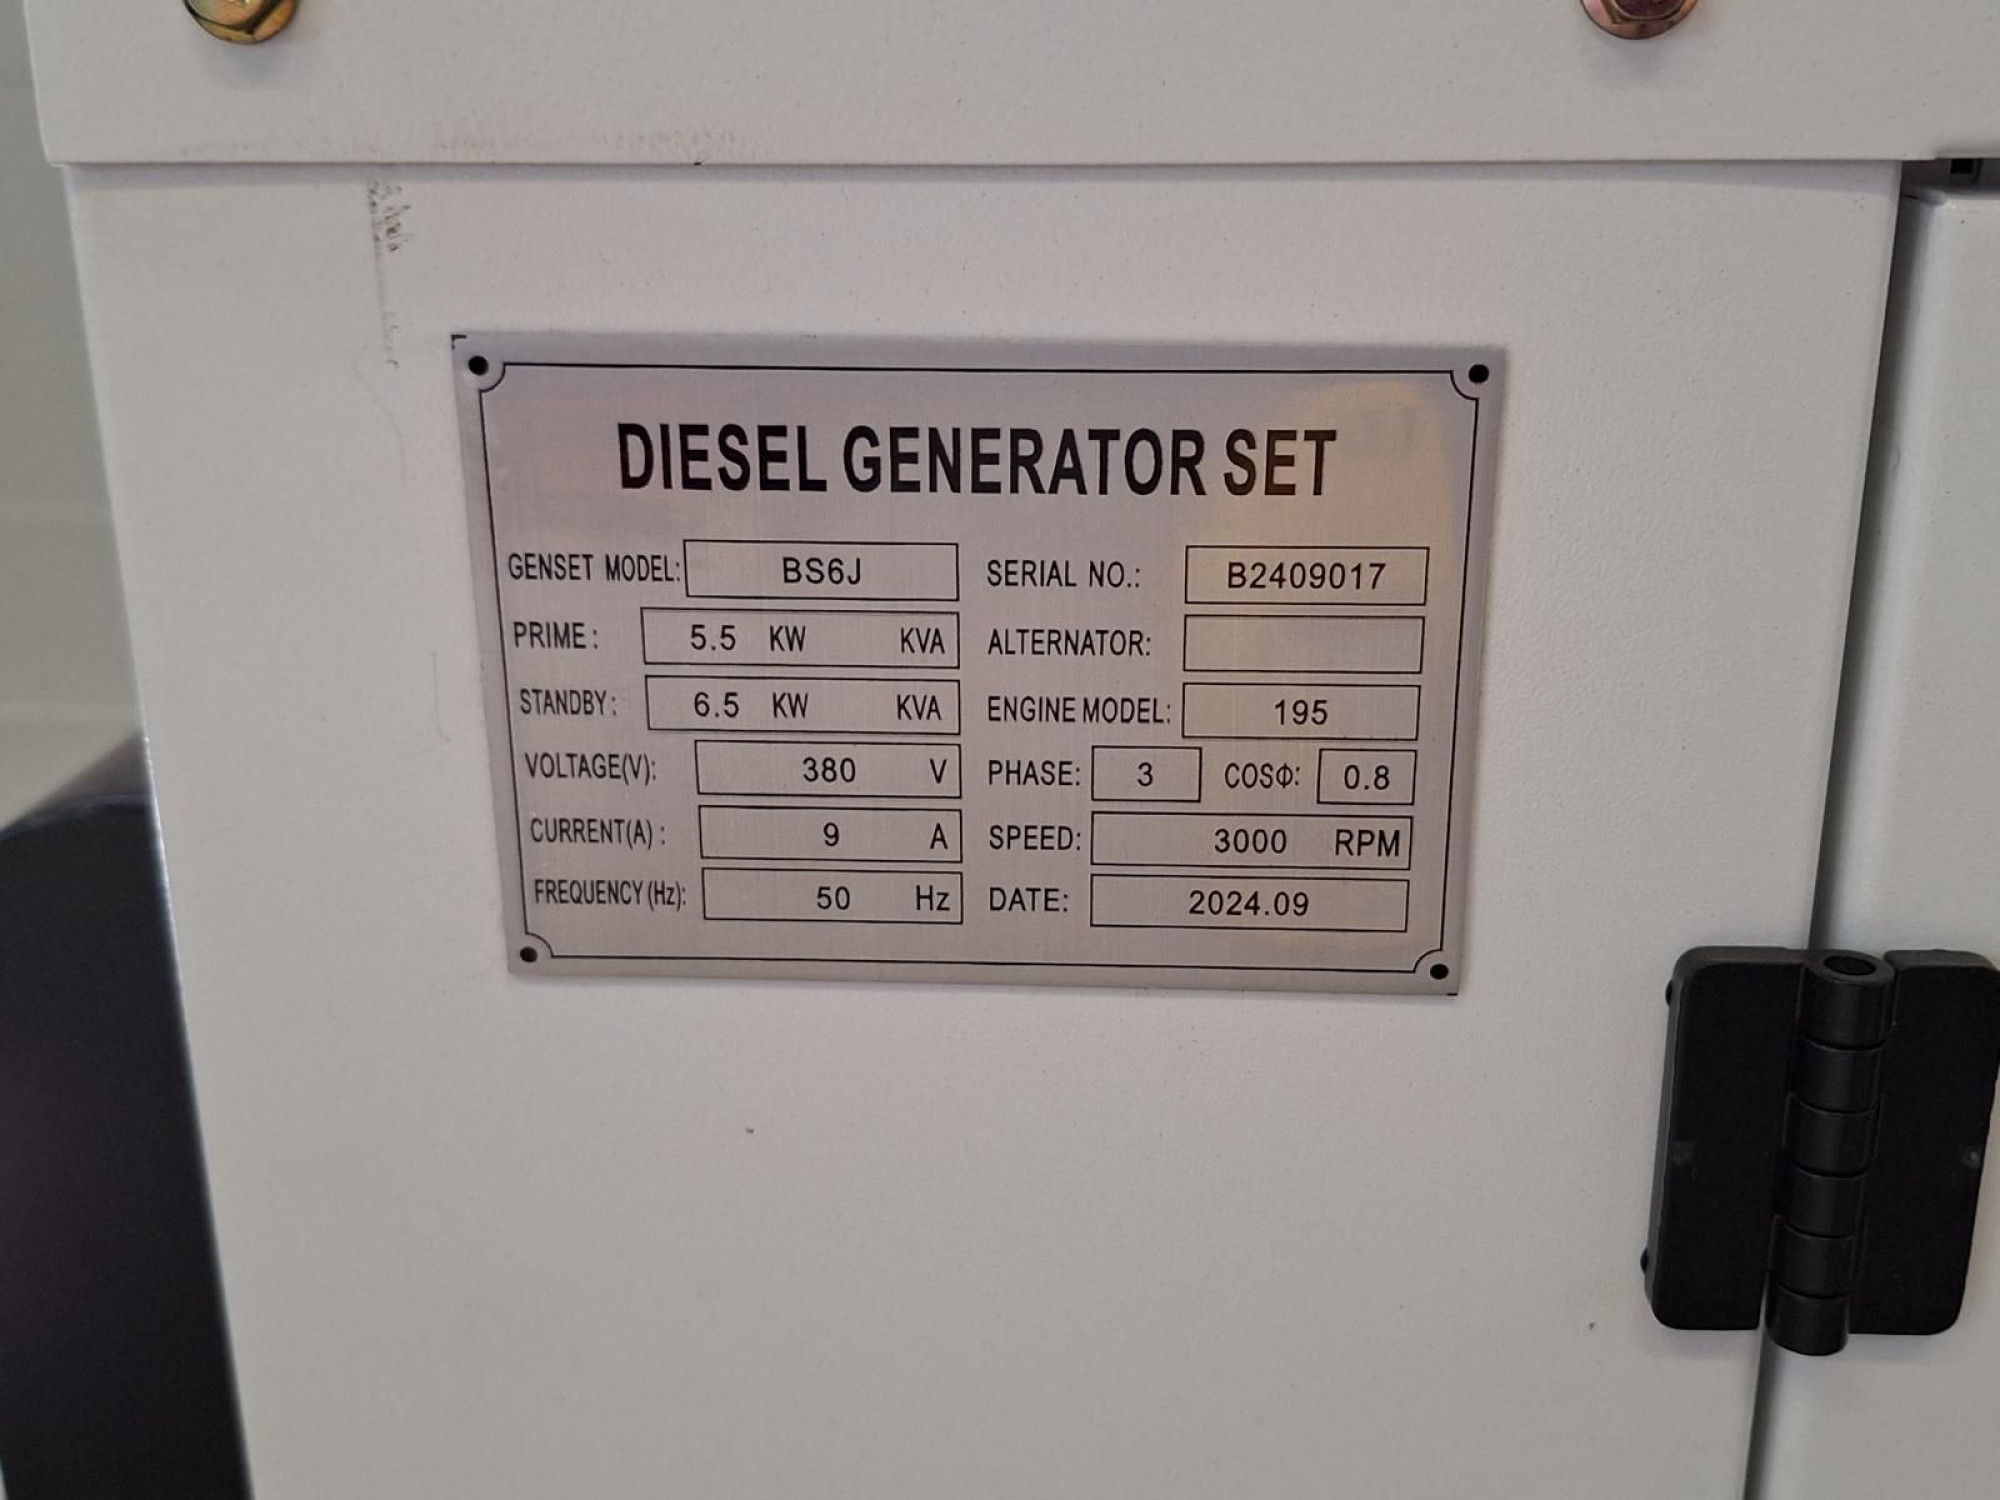 DIESEL GENERATOR SET
GENSET MODEL: BS6J SERIAL NO.: B2409017
PRIME: 5.5 KW KVA ALTERNATOR:
STANDBY: 6.5 KW KVA ENGINE MODEL: 195
VOLTAGE(V): 380 V PHASE: 3 COSΦ: 0.8
CURRENT(A): 9 A SPEED: 3000 RPM
FREQUENCY(Hz): 50 Hz DATE: 2024.09